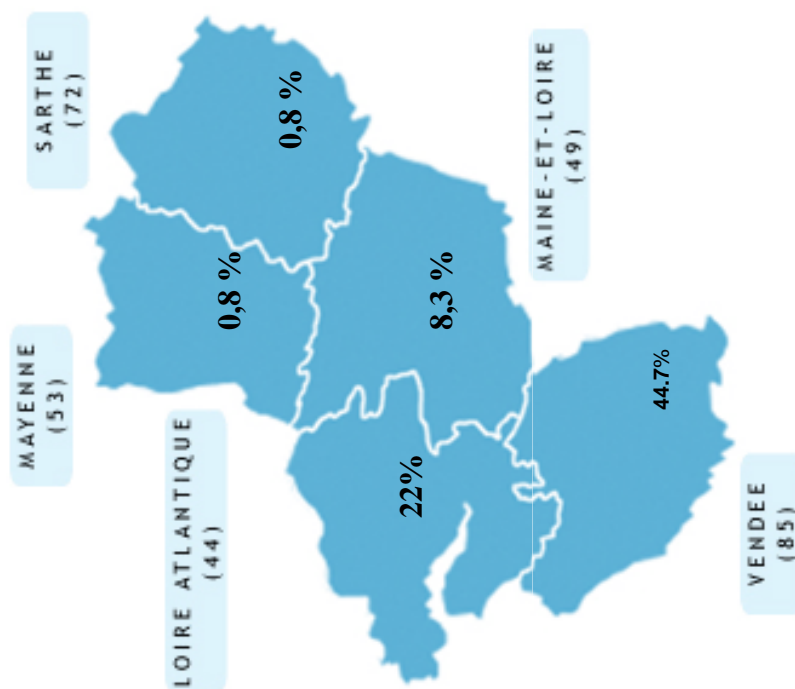 MAYENNE
(53)
SARTHE
(72)
LOIRE ATLANTIQUE
(44)
MAINE-ET-LOIRE
(49)
VENDEE
(85)
0,8 %
0,8 %
8,3 %
22%
44.7%